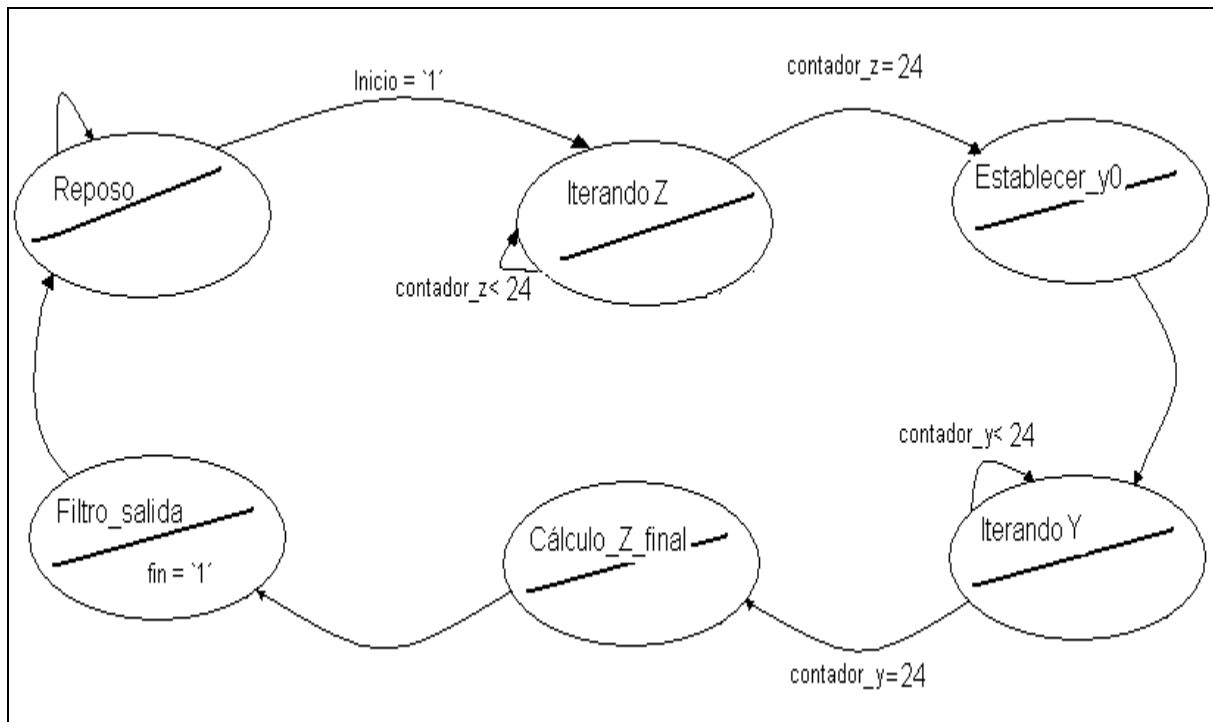 Inicio = `1´
contador_z= 24
Reposo
Iterando Z
Establecer_y0
contador_z< 24
contador_y< 24
Filtro_salida
fin = `1´
Cálculo_Z_final
Iterando Y
contador_y=24